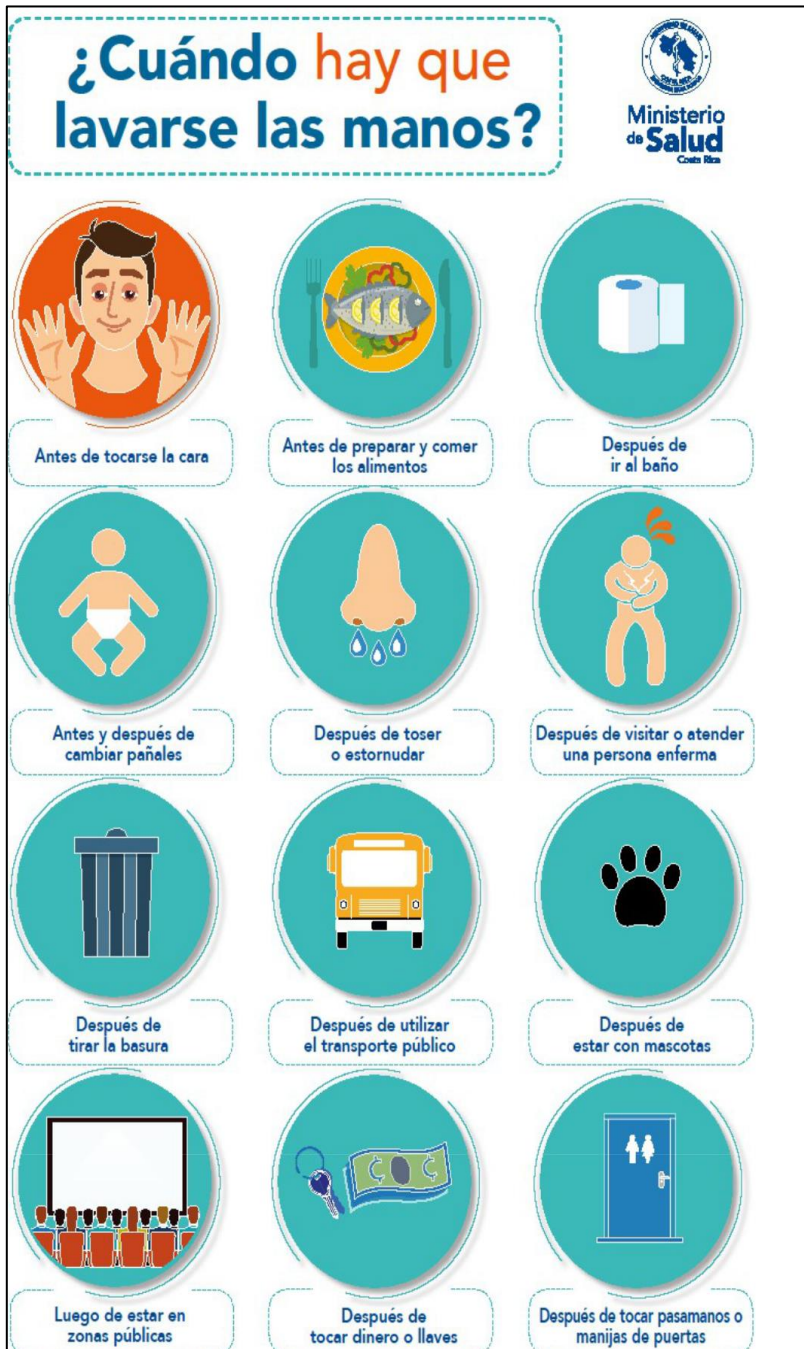 ¿Cuándo hay que
lavarse las manos?
Ministerio
de Salud
Costa Rica
Antes de tocarse la cara
Antes de preparar y comer
los alimentos
Después de
ir al baño
Antes y después de
cambiar pañales
Después de toser
o estornudar
Después de visitar o atender
una persona enferma
Después de
tirar la basura
Después de utilizar
el transporte público
Después de
estar con mascotas
Luego de estar en
zonas públicas
Después de
tocar dinero o llaves
Después de tocar pasamanos o
manijas de puertas